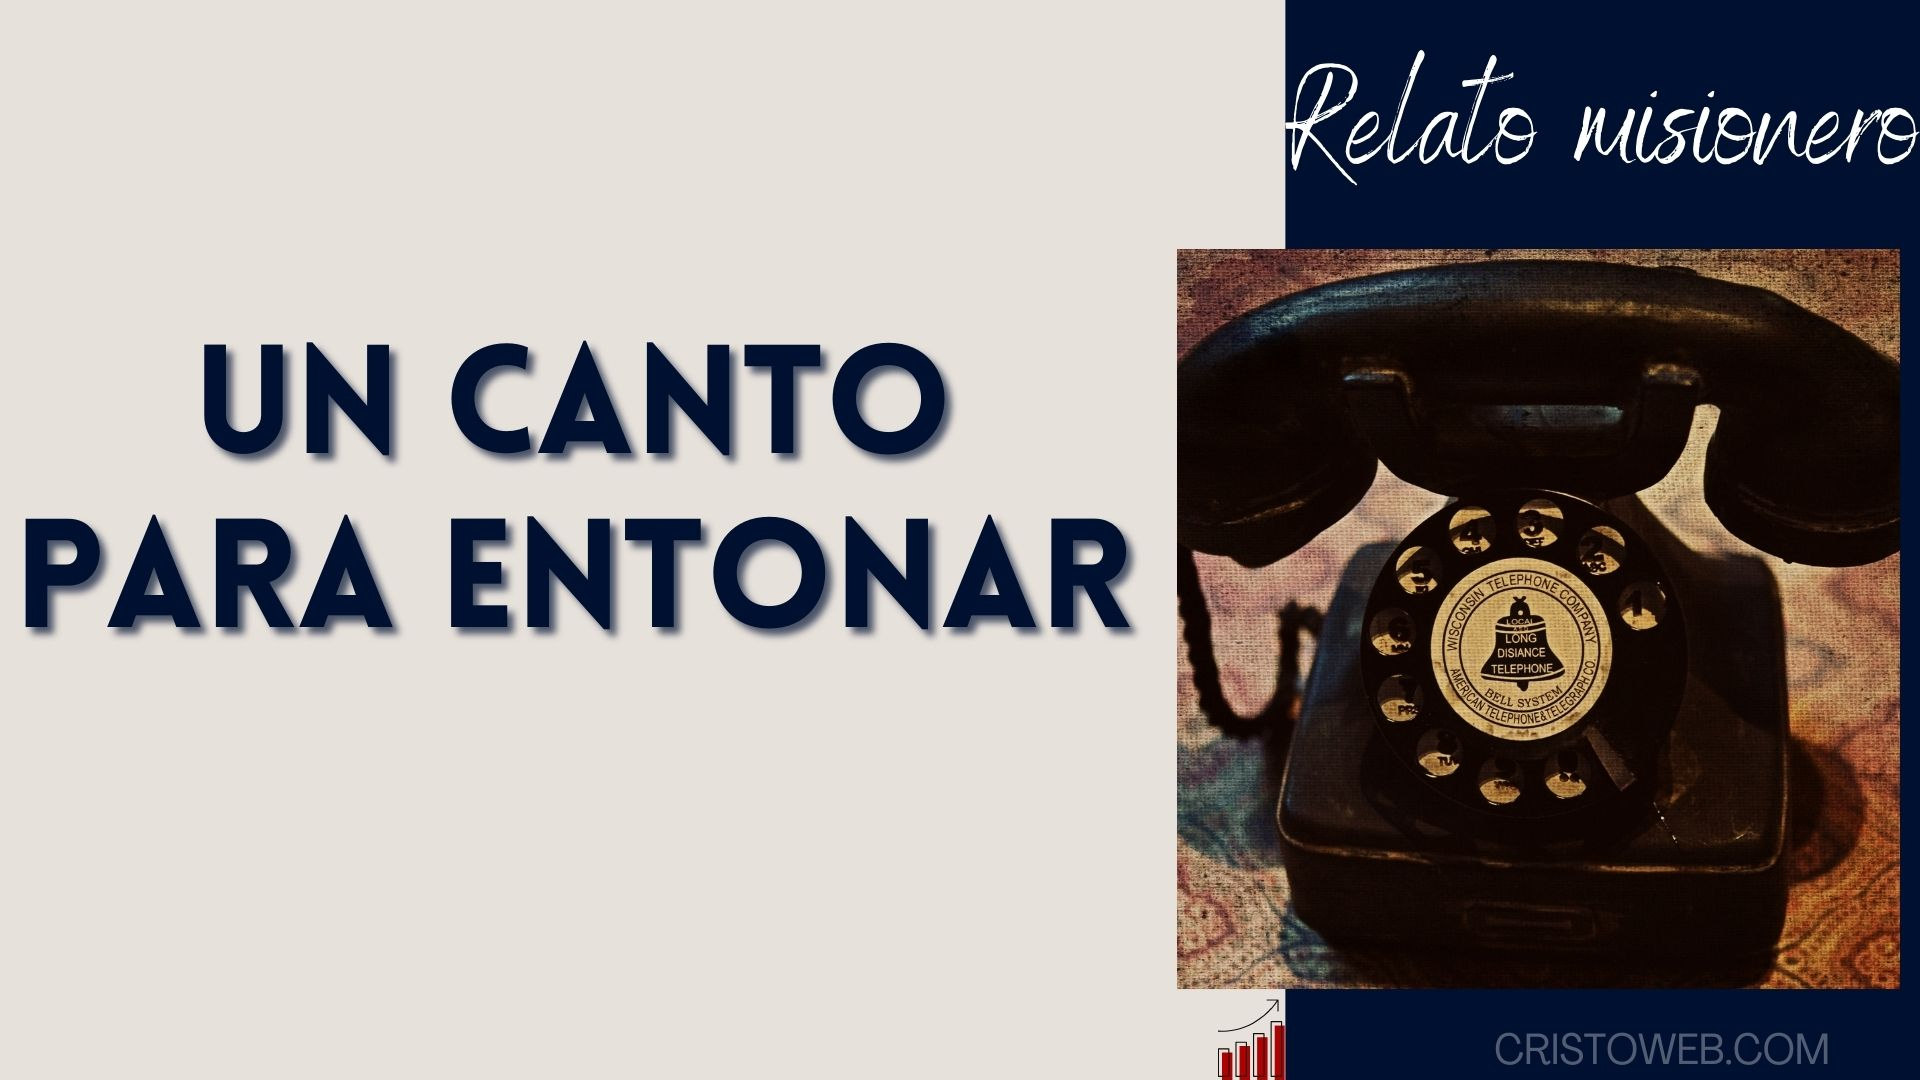 Relato misionero
UN CANTO
PARA ENTONAR
WISCONSIN TELEPHONE COMPANY
LOCAL
AND
LONG
DISIANCE
TELEPHONE
BELL SYSTEM
AMERICAN TELEPHONE&TELEGRAPH CO.
CRISTOWEB.COM